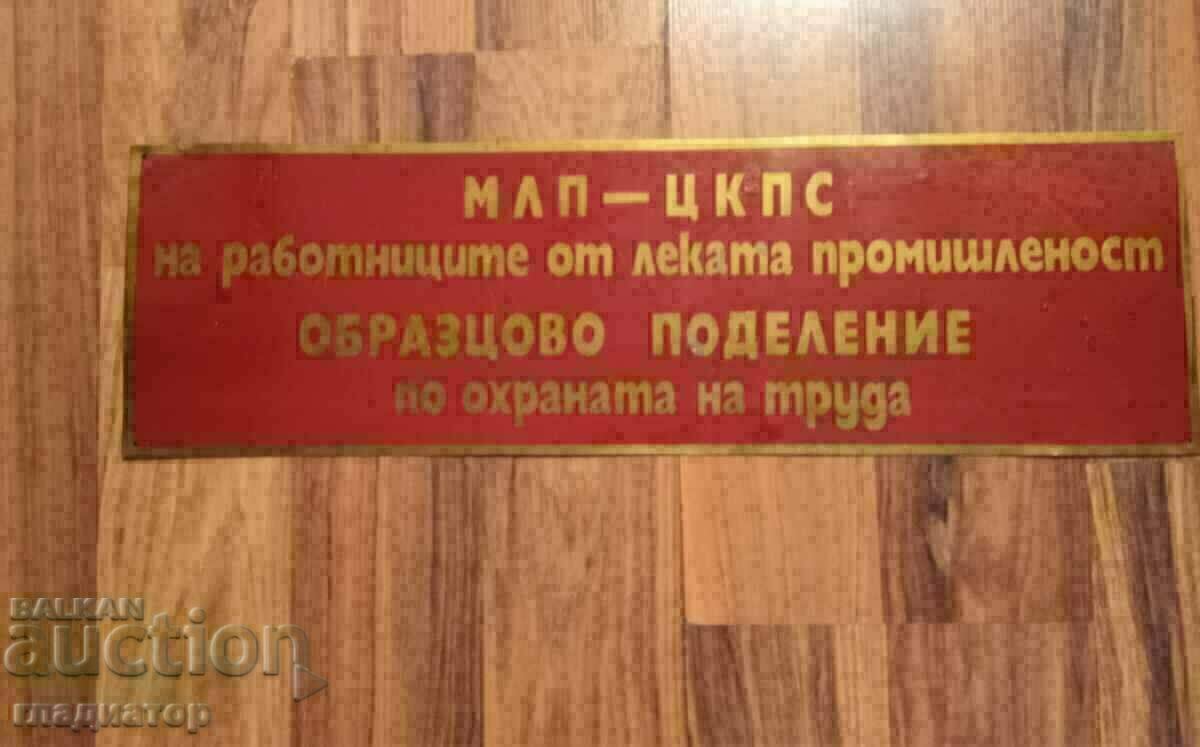 МЛП – ЦКПС
на работниците от леката промишленост
ОБРАЗЦОВО ПОДЕЛЕНИЕ
по охраната на труда
BALKAN
auction
гладиатор